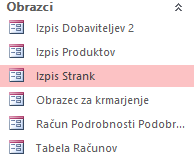 Obrazci
Izpis Dobaviteljev 2
Izpis Produktov
Izpis Strank
Obrazec za krmarjenje
Račun Podrobnosti Podobr...
Tabela Računov